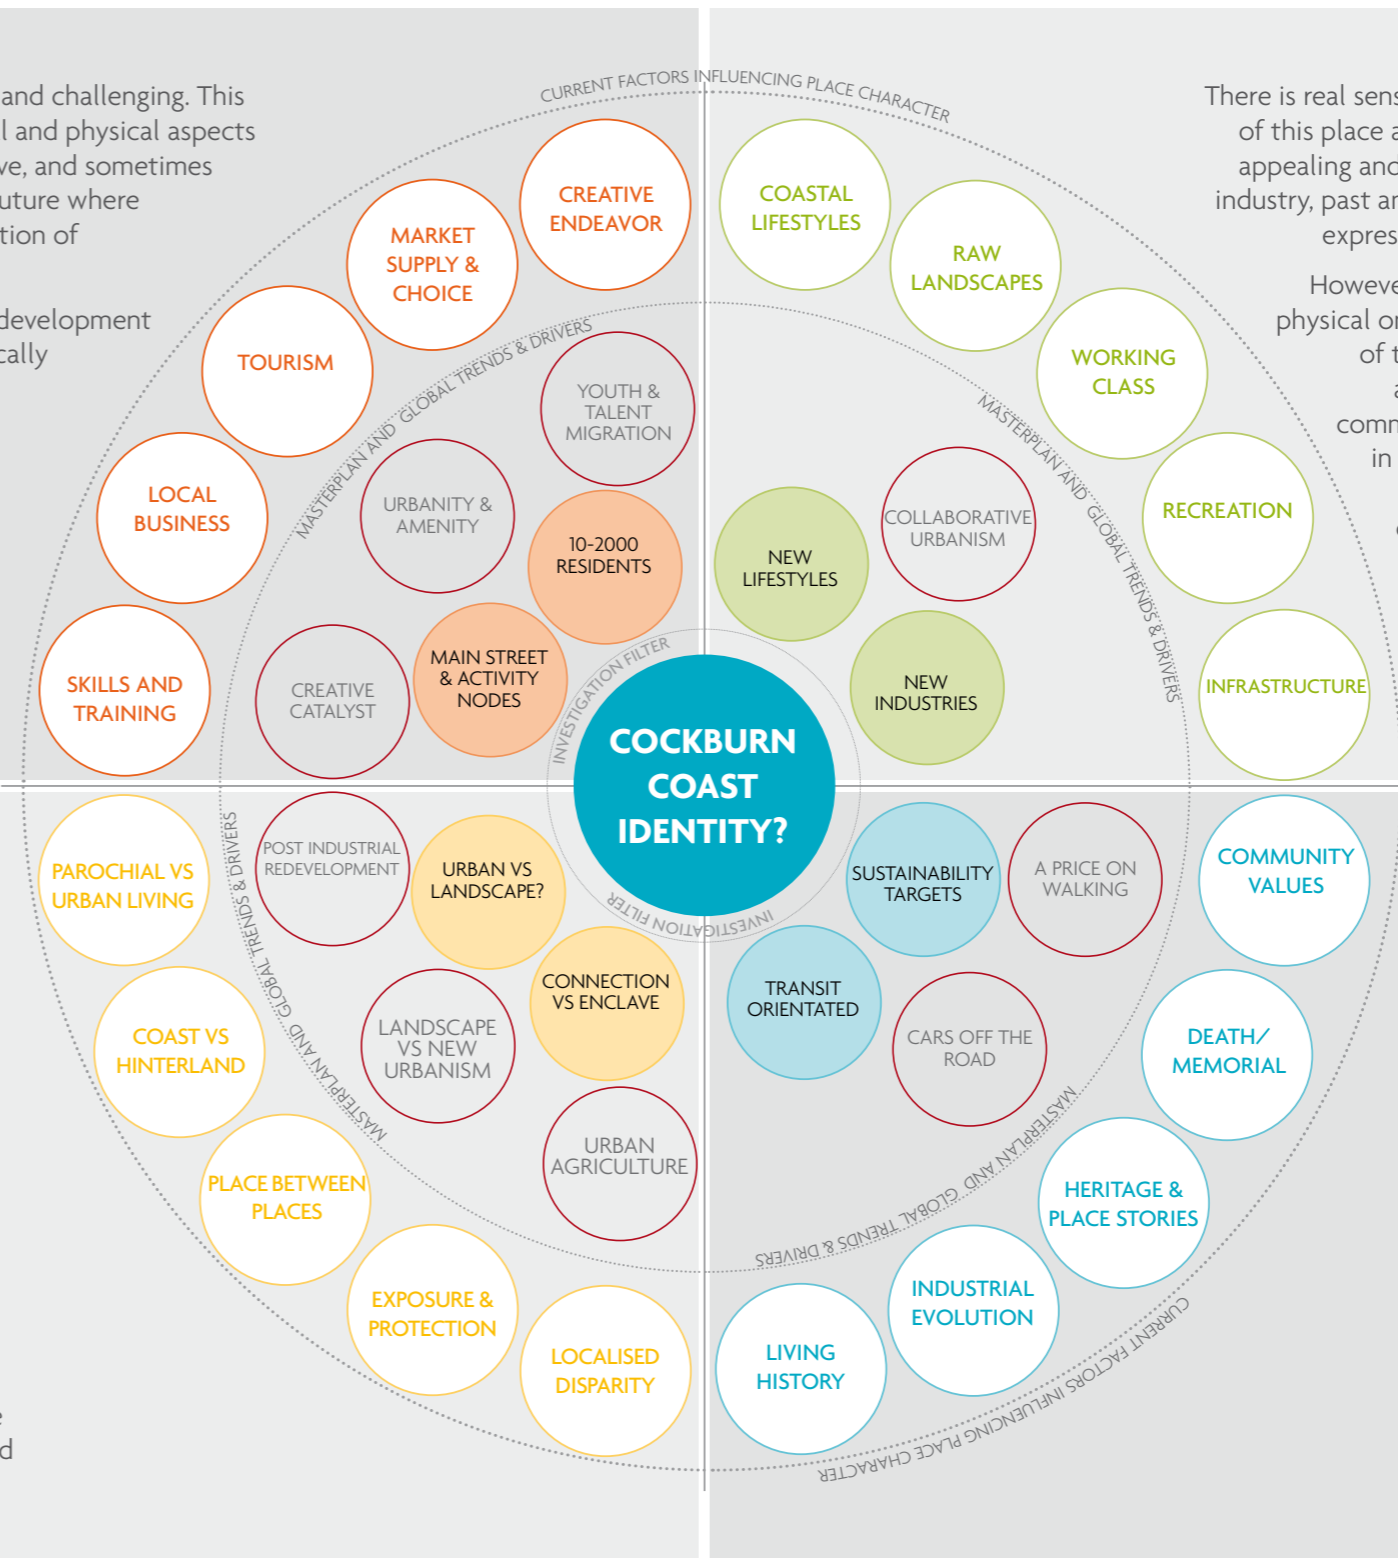 and challenging. This
l and physical aspects
ve, and sometimes
uture where
tion of
development
cally
There is real sens
of this place a
appealing and
industry, past ar
expres
Howeve
physical or
of t
a
comm
in
CURRENT FACTORS INFLUENCING PLACE CHARACTER
CREATIVE
ENDEAVOR
MARKET
SUPPLY &
CHOICE
TOURISM
LOCAL
BUSINESS
SKILLS AND
TRAINING
MASTERPLAN AND GLOBAL TRENDS & DRIVERS
YOUTH &
TALENT
MIGRATION
URBANITY &
AMENITY
10-2000
RESIDENTS
MAIN STREET
& ACTIVITY
NODES
CREATIVE
CATALYST
COASTAL
LIFESTYLES
RAW
LANDSCAPES
WORKING
CLASS
RECREATION
INFRASTRUCTURE
MASTERPLAN AND GLOBAL TRENDS & DRIVERS
COLLABORATIVE
URBANISM
NEW
LIFESTYLES
NEW
INDUSTRIES
INVESTIGATION FILTER
COCKBURN
COAST
IDENTITY?
INVESTIGATION FILTER
PAROCHIAL VS
URBAN LIVING
COAST VS
HINTERLAND
PLACE BETWEEN
PLACES
EXPOSURE &
PROTECTION
LOCALISED
DISPARITY
MASTERPLAN AND GLOBAL TRENDS & DRIVERS
POST INDUSTRIAL
REDEVELOPMENT
URBAN VS
LANDSCAPE?
CONNECTION
VS ENCLAVE
LANDSCAPE
VS NEW
URBANISM
URBAN
AGRICULTURE
SUSTAINABILITY
TARGETS
A PRICE ON
WALKING
TRANSIT
ORIENTATED
CARS OFF THE
ROAD
MASTERPLAN AND GLOBAL TRENDS & DRIVERS
COMMUNITY
VALUES
DEATH/
MEMORIAL
HERITAGE &
PLACE STORIES
INDUSTRIAL
EVOLUTION
LIVING
HISTORY
CURRENT FACTORS INFLUENCING PLACE CHARACTER
d